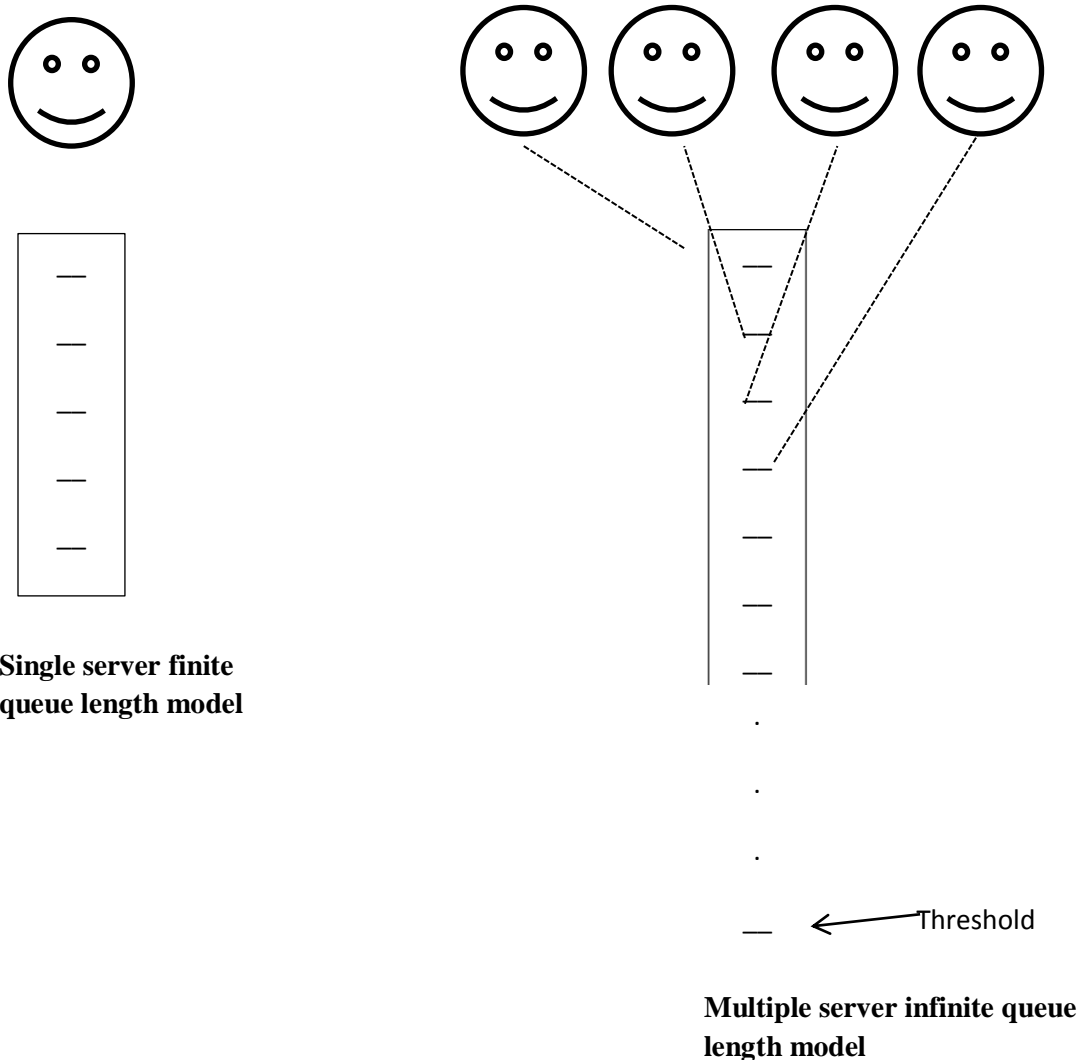 Single server finite
queue length model
Threshold
Multiple server infinite queue
length model